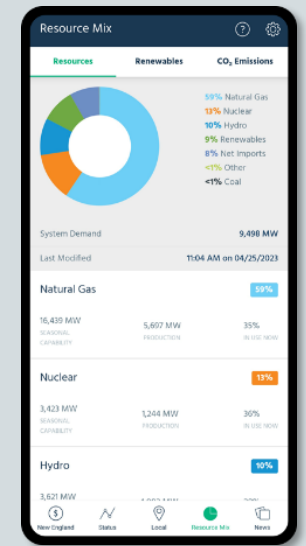 Resource Mix
?
Resources Renewables CO₂ Emissions
59% Natural Gas
13% Nuclear
10% Hydro
9% Renewables
8% Net Imports
<1% Other
<1% Coal
System Demand 9,498 MW
Last Modified 11:04 AM on 04/25/2023
Natural Gas 59%
16,439 MW 5,697 MW 35%
SEASONAL CAPABILITY PRODUCTION IN USE NOW
Nuclear 13%
3,423 MW 1,244 MW 36%
SEASONAL CAPABILITY PRODUCTION IN USE NOW
Hydro 10%
3,621 MW
New England Status Local Resource Mix News